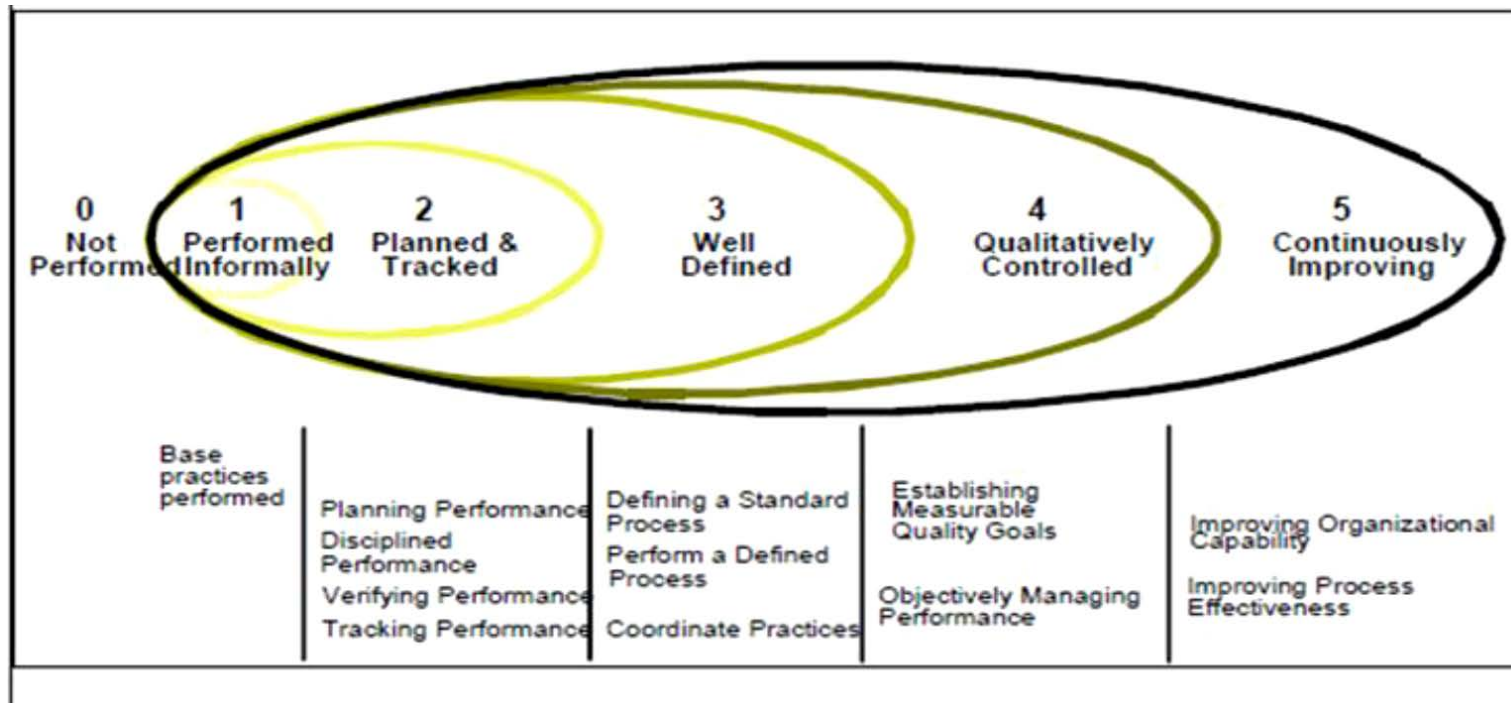 0
Not
Performed
1
Performed
Informally
2
Planned &
Tracked
3
Well
Defined
4
Qualitatively
Controlled
5
Continuously
Improving
Base
practices
performed
Planning Performance
Disciplined
Performance
Verifying Performance
Tracking Performance
Defining a Standard
Process
Perform a Defined
Process
Coordinate Practices
Establishing
Measurable
Quality Goals
Objectively Managing
Performance
Improving Organizational
Capability
Improving Process
Effectiveness